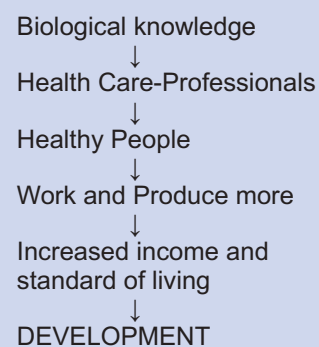 Biological knowledge
↓
Health Care-Professionals
↓
Healthy People
↓
Work and Produce more
↓
Increased income and
standard of living
↓
DEVELOPMENT